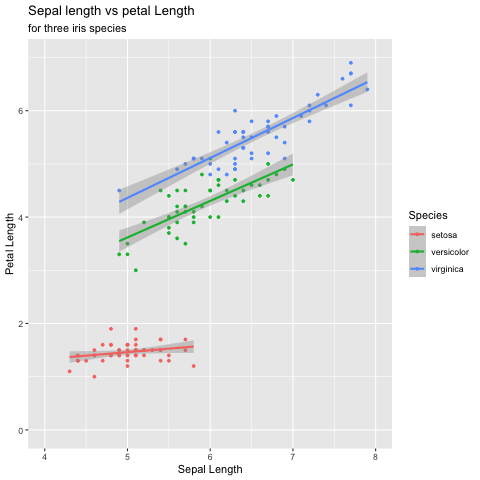 Sepal length vs petal Length
for three iris species
6
4
2
0
Petal Length
4
5
6
7
8
Sepal Length
Species
setosa
versicolor
virginica